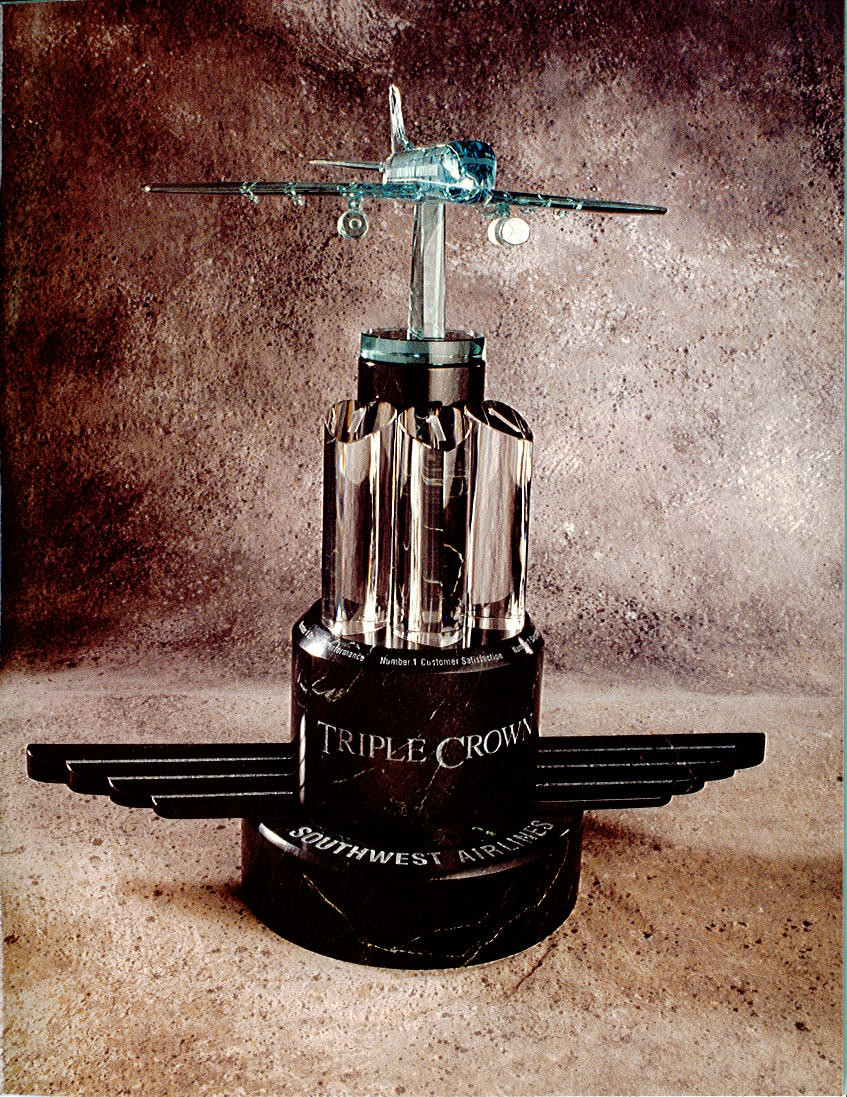 Number 1 Customer Satisfaction
TRIPLE CROWN
SOUTHWEST AIRLINES